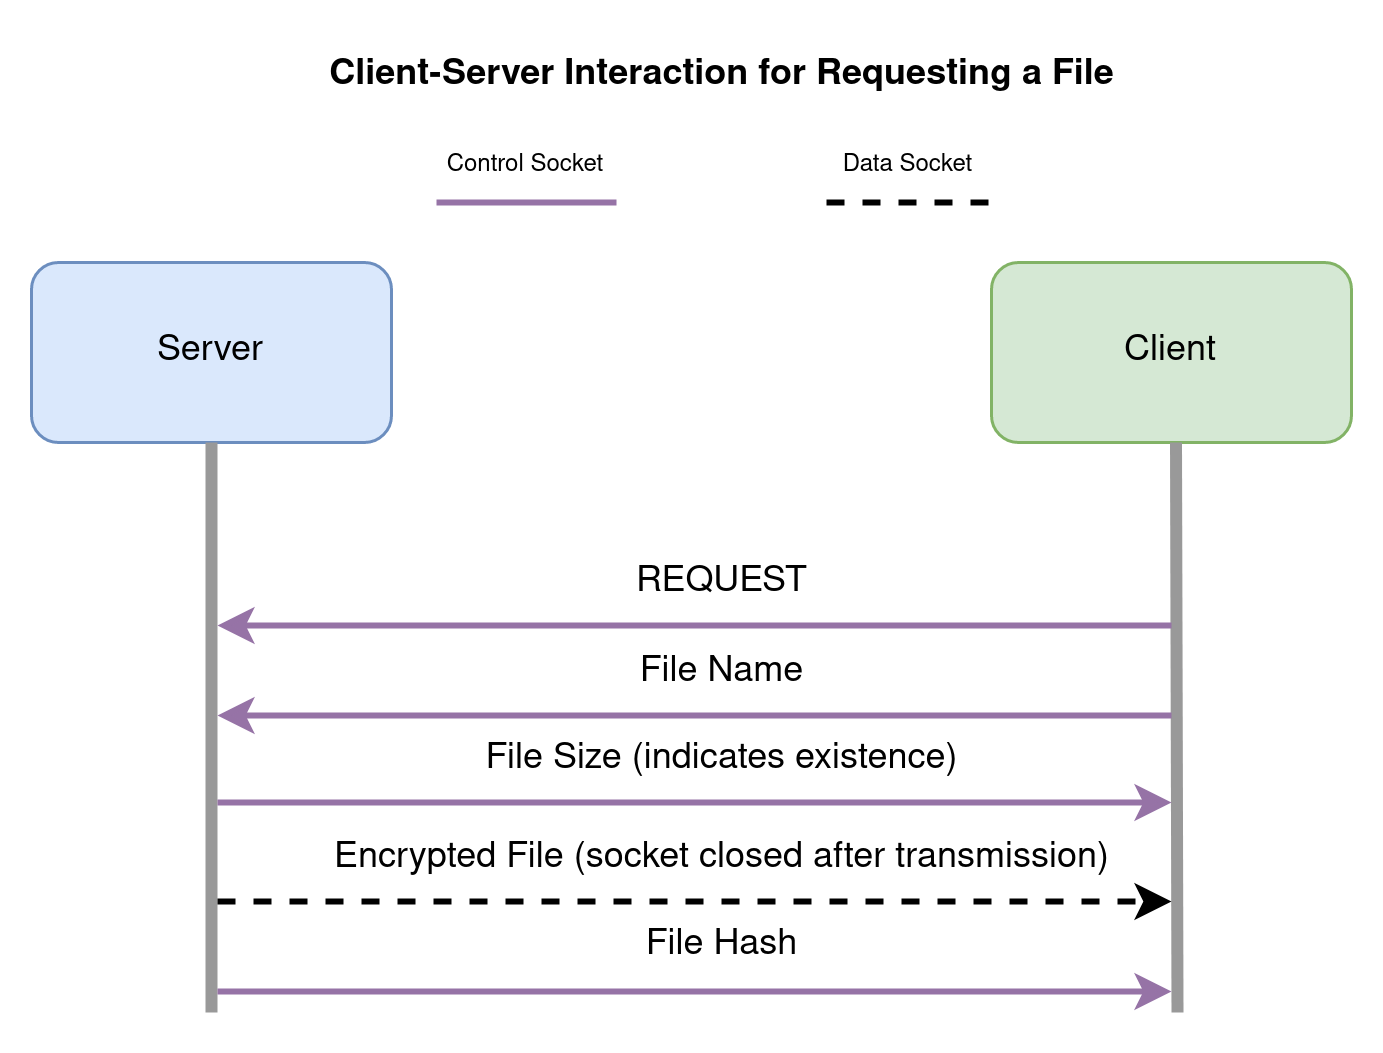 Client-Server Interaction for Requesting a File
Control Socket
Data Socket
Server
Client
REQUEST
File Name
File Size (indicates existence)
Encrypted File (socket closed after transmission)
File Hash